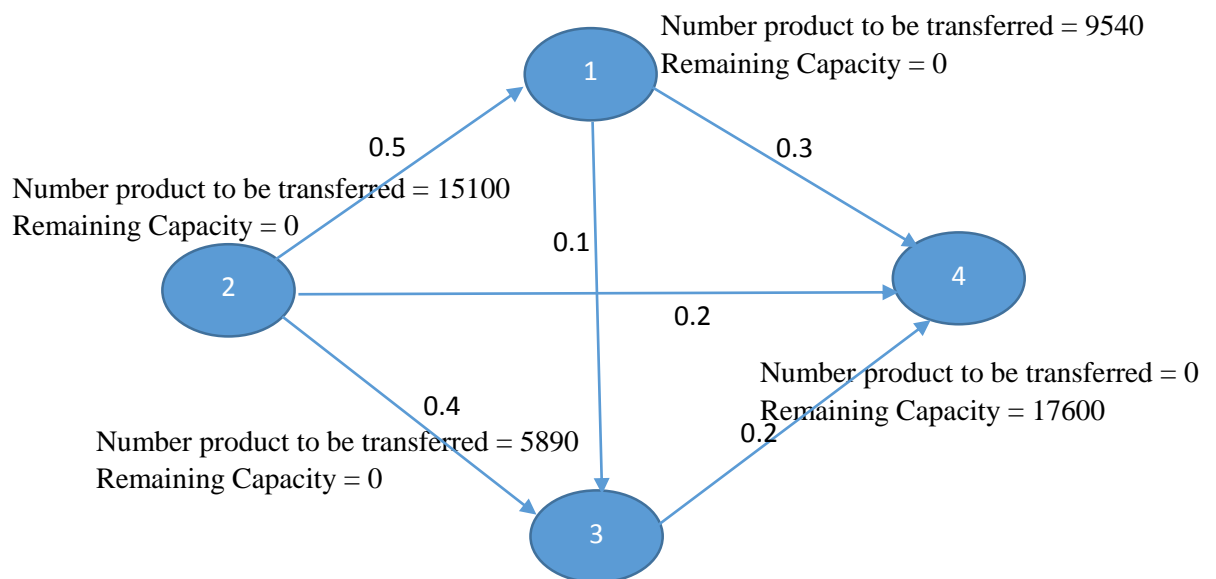 Number product to be transferred = 9540
Remaining Capacity = 0
1
0.5
0.3
Number product to be transferred = 15100
Remaining Capacity = 0
0.1
2
4
0.2
Number product to be transferred = 0
Remaining Capacity = 17600
0.4
0.2
Number product to be transferred = 5890
Remaining Capacity = 0
3